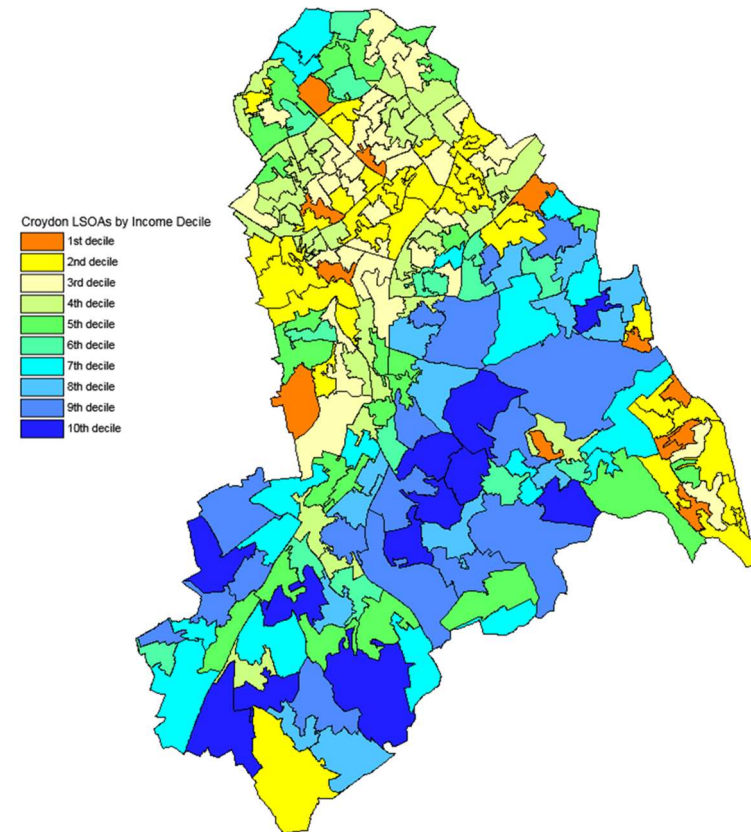 Croydon LSOAs by Income Decile
1st decile
2nd decile
3rd decile
4th decile
5th decile
6th decile
7th decile
8th decile
9th decile
10th decile